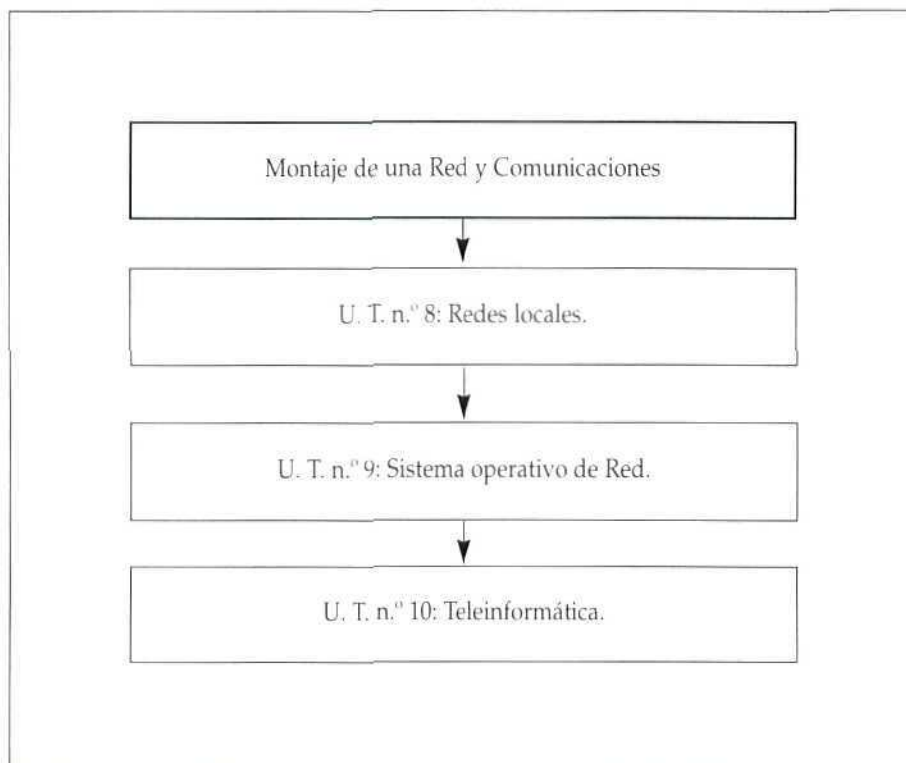 Montaje de una Red y Comunicaciones
U. T. n.º 8: Redes locales.
U. T. n.º 9: Sistema operativo de Red.
U. T. n.º 10: Teleinformática.